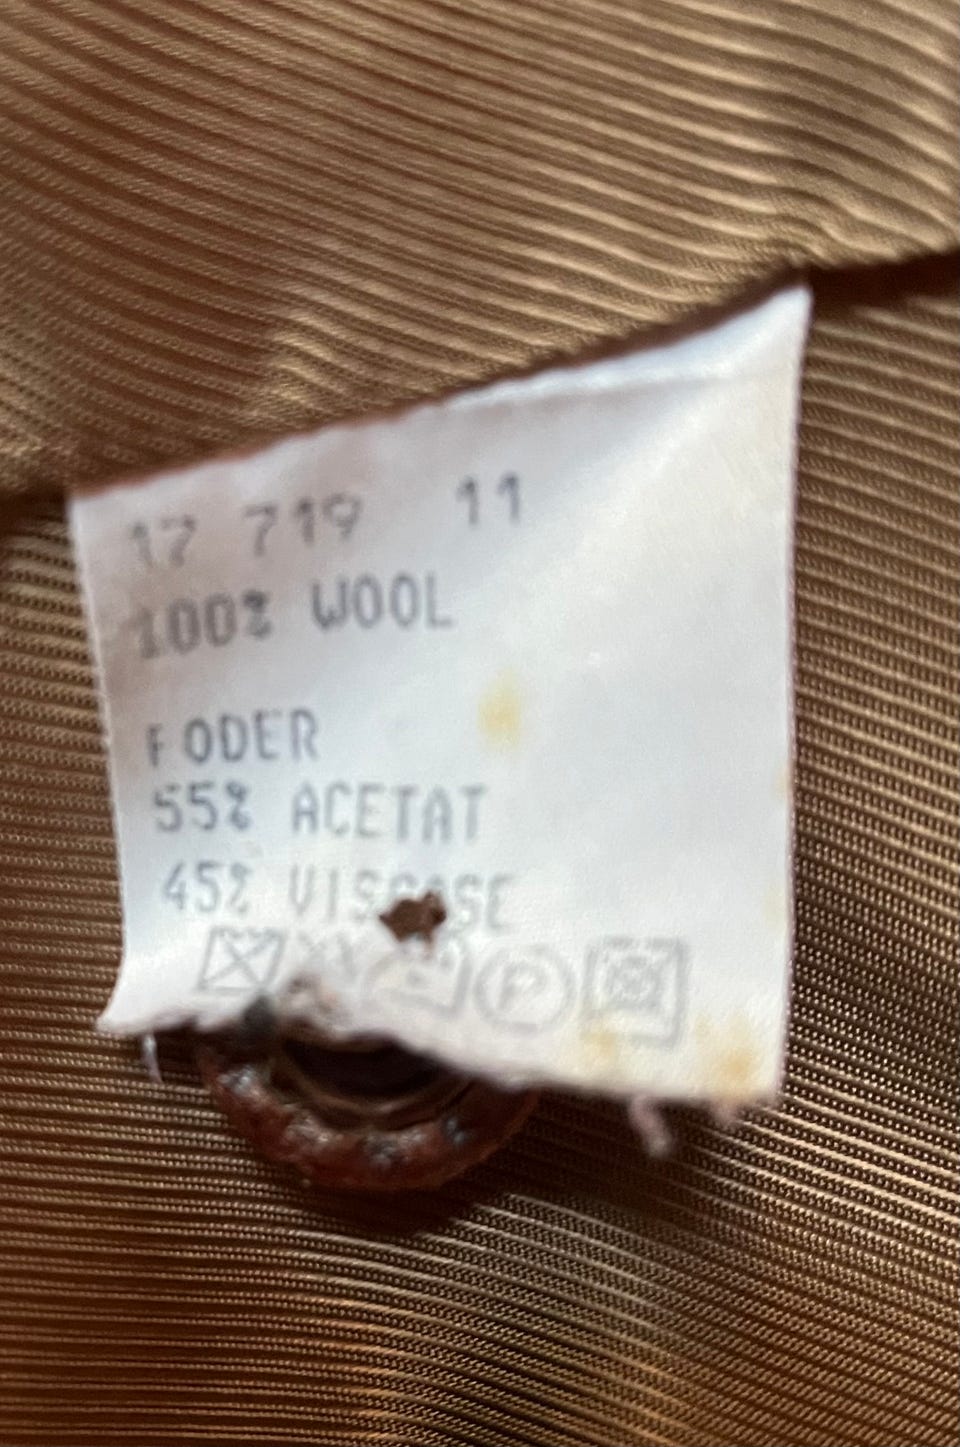 17 719 11
100% WOOL
FODER
55% ACETAT
45% VISCOSE
P